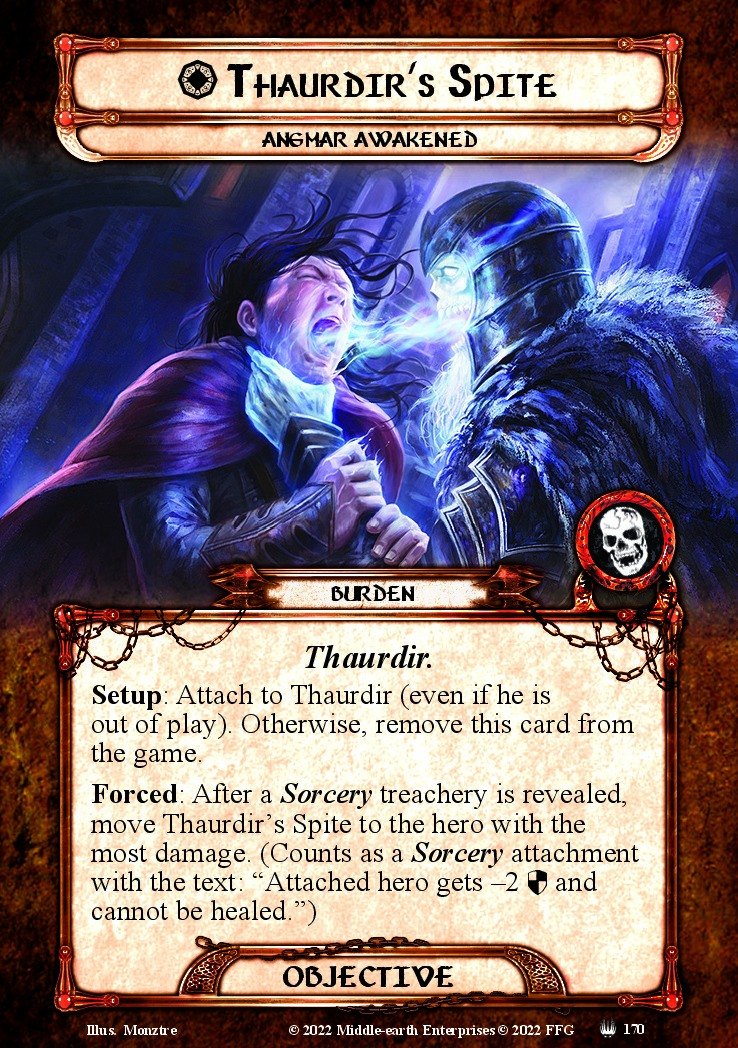 Thaurdir's Spite
Angmar Awakened
Burden
Thaurdir.
Setup: Attach to Thaurdir (even if he is
out of play). Otherwise, remove this card from
the game.
Forced: After a Sorcery treachery is revealed,
move Thaurdir's Spite to the hero with the
most damage. (Counts as a Sorcery attachment
with the text: “Attached hero gets –2 and
cannot be healed.”)
OBJECTIVE
Illus. Monztre © 2022 Middle-earth Enterprises © 2022 FFG 170